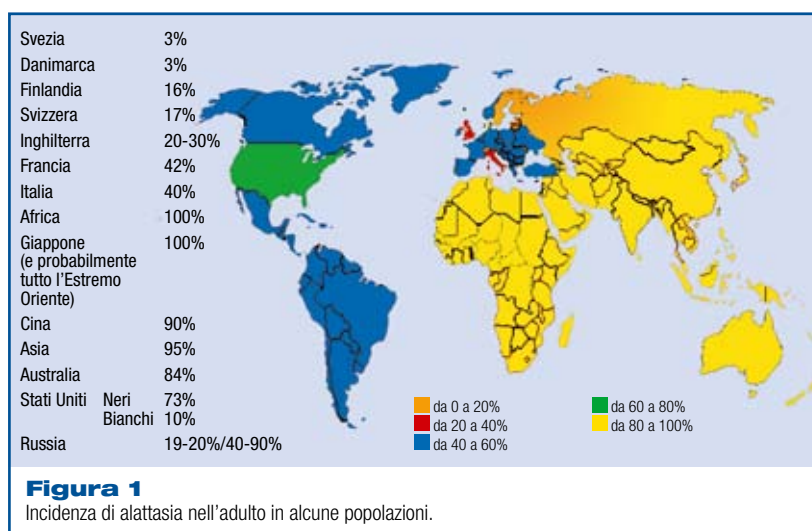 Svezia 3%
Danimarca 3%
Finlandia 16%
Svizzera 17%
Inghilterra 20-30%
Francia 42%
Italia 40%
Africa 100%
Giappone 100%
(e probabilmente
tutto l'Estremo
Oriente)
Cina 90%
Asia 95%
Australia 84%
Stati Uniti Neri 73%
Bianchi 10%
Russia 19-20%/40-90%
da 0 a 20%
da 20 a 40%
da 40 a 60%
da 60 a 80%
da 80 a 100%
Figura 1
Incidenza di alattasia nell'adulto in alcune popolazioni.